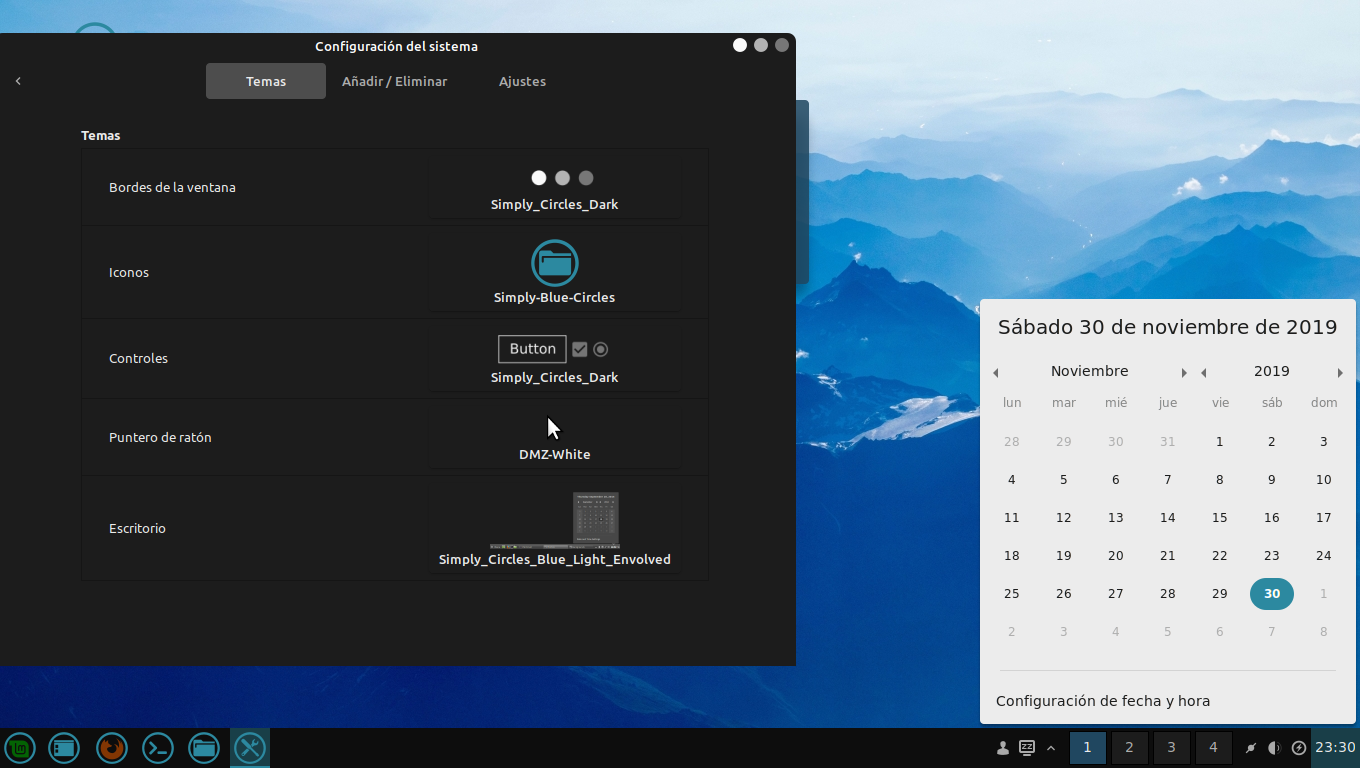 Configuración del sistema
Temas Añadir / Eliminar Ajustes
Temas
Bordes de la ventana
Simply_Circles_Dark
Iconos
Simply-Blue-Circles
Controles
Button
Simply_Circles_Dark
Puntero de ratón
DMZ-White
Escritorio
Simply_Circles_Blue_Light_Envolved
Sábado 30 de noviembre de 2019
Noviembre 2019
lun mar mié jue vie sáb dom
28 29 30 31 1 2 3
4 5 6 7 8 9 10
11 12 13 14 15 16 17
18 19 20 21 22 23 24
25 26 27 28 29 30 1
2 3 4 5 6 7 8
Configuración de fecha y hora
1 2 3 4 23:30